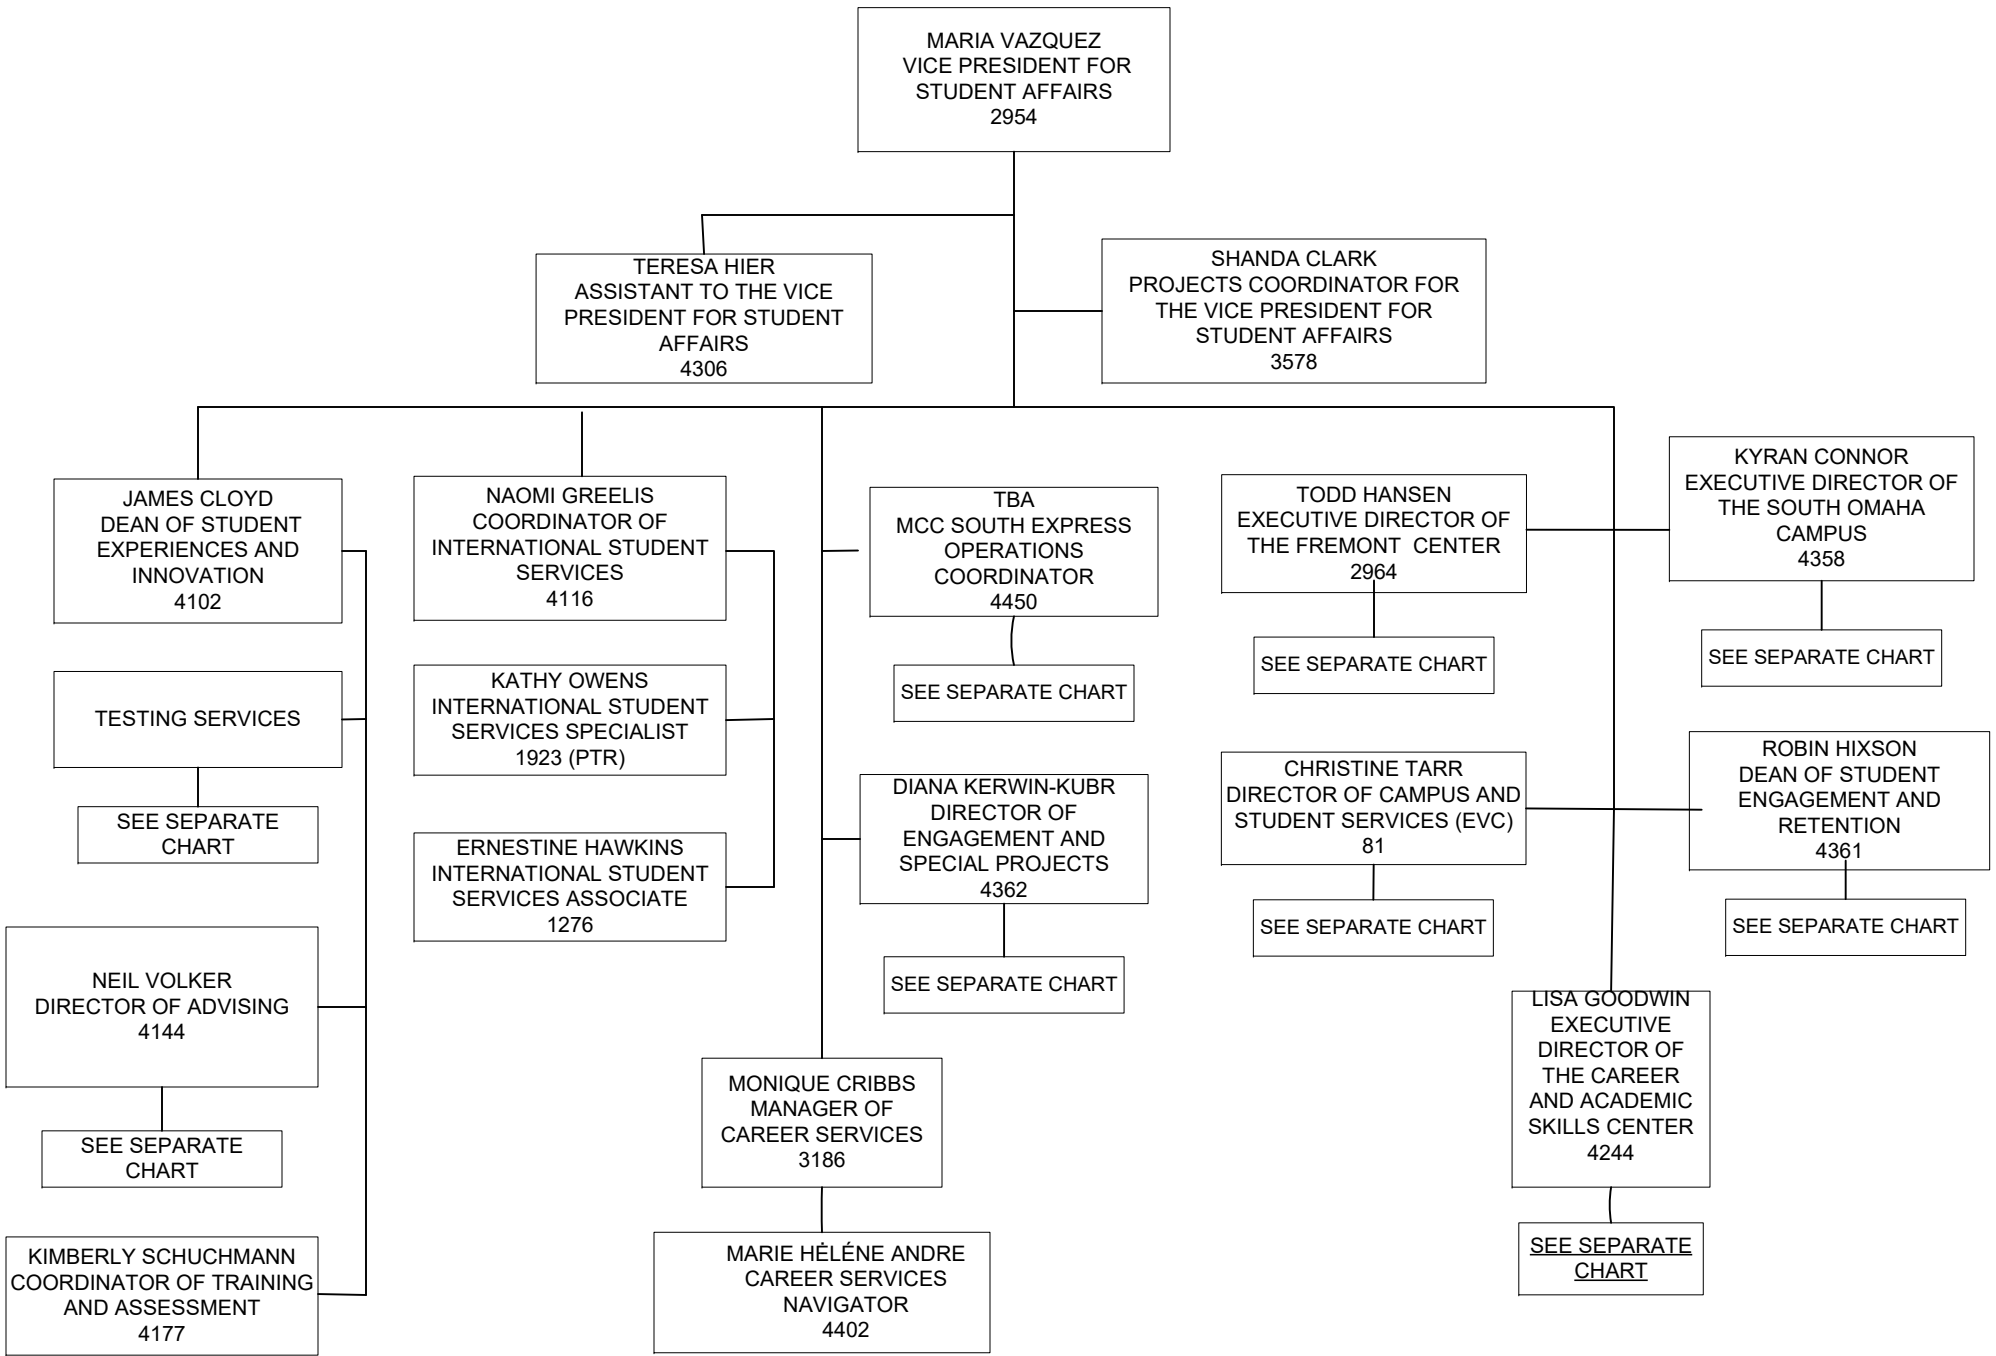 MARIA VAZQUEZ
VICE PRESIDENT FOR
STUDENT AFFAIRS
2954
TERESA HIER
ASSISTANT TO THE VICE
PRESIDENT FOR STUDENT
AFFAIRS
4306
SHANDA CLARK
PROJECTS COORDINATOR FOR
THE VICE PRESIDENT FOR
STUDENT AFFAIRS
3578
JAMES CLOYD
DEAN OF STUDENT
EXPERIENCES AND
INNOVATION
4102
TESTING SERVICES
SEE SEPARATE
CHART
NEIL VOLKER
DIRECTOR OF ADVISING
4144
SEE SEPARATE
CHART
KIMBERLY SCHUCHMANN
COORDINATOR OF TRAINING
AND ASSESSMENT
4177
NAOMI GREELIS
COORDINATOR OF
INTERNATIONAL STUDENT
SERVICES
4116
KATHY OWENS
INTERNATIONAL STUDENT
SERVICES SPECIALIST
1923 (PTR)
ERNESTINE HAWKINS
INTERNATIONAL STUDENT
SERVICES ASSOCIATE
1276
TBA
MCC SOUTH EXPRESS
OPERATIONS
COORDINATOR
4450
SEE SEPARATE CHART
DIANA KERWIN-KUBR
DIRECTOR OF
ENGAGEMENT AND
SPECIAL PROJECTS
4362
SEE SEPARATE CHART
MONIQUE CRIBBS
MANAGER OF
CAREER SERVICES
3186
MARIE HĖLÉNE ANDRE
CAREER SERVICES
NAVIGATOR
4402
TODD HANSEN
EXECUTIVE DIRECTOR OF
THE FREMONT CENTER
2964
SEE SEPARATE CHART
KYRAN CONNOR
EXECUTIVE DIRECTOR OF
THE SOUTH OMAHA
CAMPUS
4358
SEE SEPARATE CHART
CHRISTINE TARR
DIRECTOR OF CAMPUS AND
STUDENT SERVICES (EVC)
81
SEE SEPARATE CHART
ROBIN HIXSON
DEAN OF STUDENT
ENGAGEMENT AND
RETENTION
4361
SEE SEPARATE CHART
LISA GOODWIN
EXECUTIVE
DIRECTOR OF
THE CAREER
AND ACADEMIC
SKILLS CENTER
4244
SEE SEPARATE
CHART